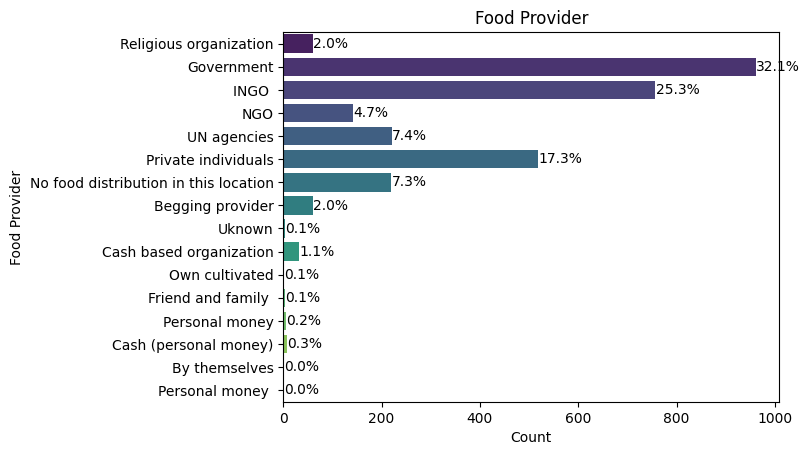 Food Provider
Religious organization 2.0%
Government 32.1%
INGO 25.3%
NGO 4.7%
UN agencies 7.4%
Private individuals 17.3%
No food distribution in this location 7.3%
Begging provider 2.0%
Uknown 0.1%
Cash based organization 1.1%
Own cultivated 0.1%
Friend and family 0.1%
Personal money 0.2%
Cash (personal money) 0.3%
By themselves 0.0%
Personal money 0.0%
0 200 400 600 800 1000
Count
Food Provider